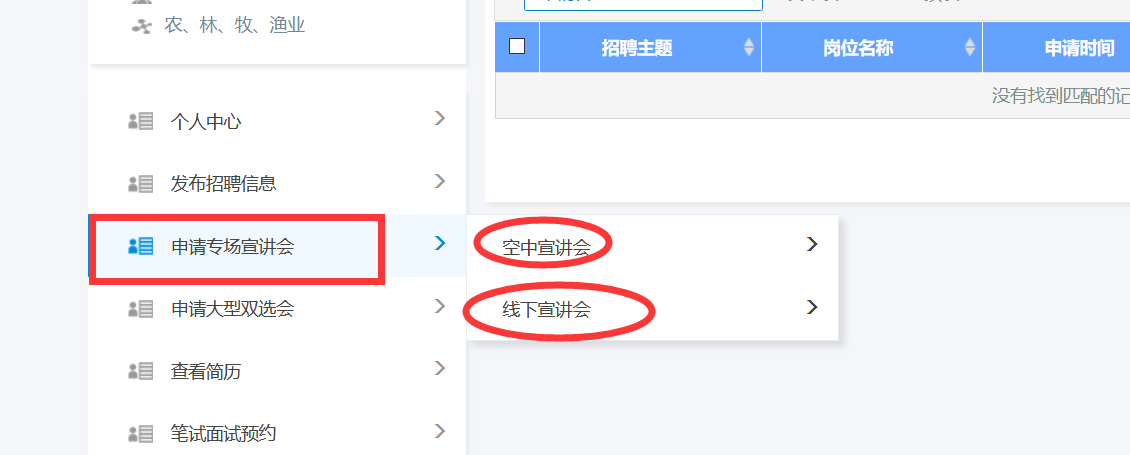 农、林、牧、渔业
招聘主题
岗位名称
申请时间
没有找到匹配的记
个人中心
发布招聘信息
申请专场宣讲会
空中宣讲会
线下宣讲会
申请大型双选会
查看简历
笔试面试预约